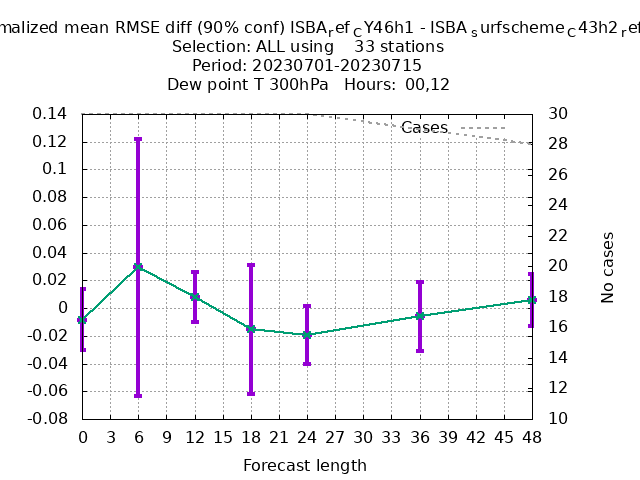 malized mean RMSE diff (90% conf) ISBA_ref_CY46h1 - ISBA_surfscheme_C43h2_ref
Selection: ALL using 33 stations
Period: 20230701-20230715
Dew point T 300hPa Hours: 00,12
Cases
0.14
0.12
0.1
0.08
0.06
0.04
0.02
0
-0.02
-0.04
-0.06
-0.08
30
28
26
24
22
20
18
16
14
12
10
No cases
0 3 6 9 12 15 18 21 24 27 30 33 36 39 42 45 48
Forecast length